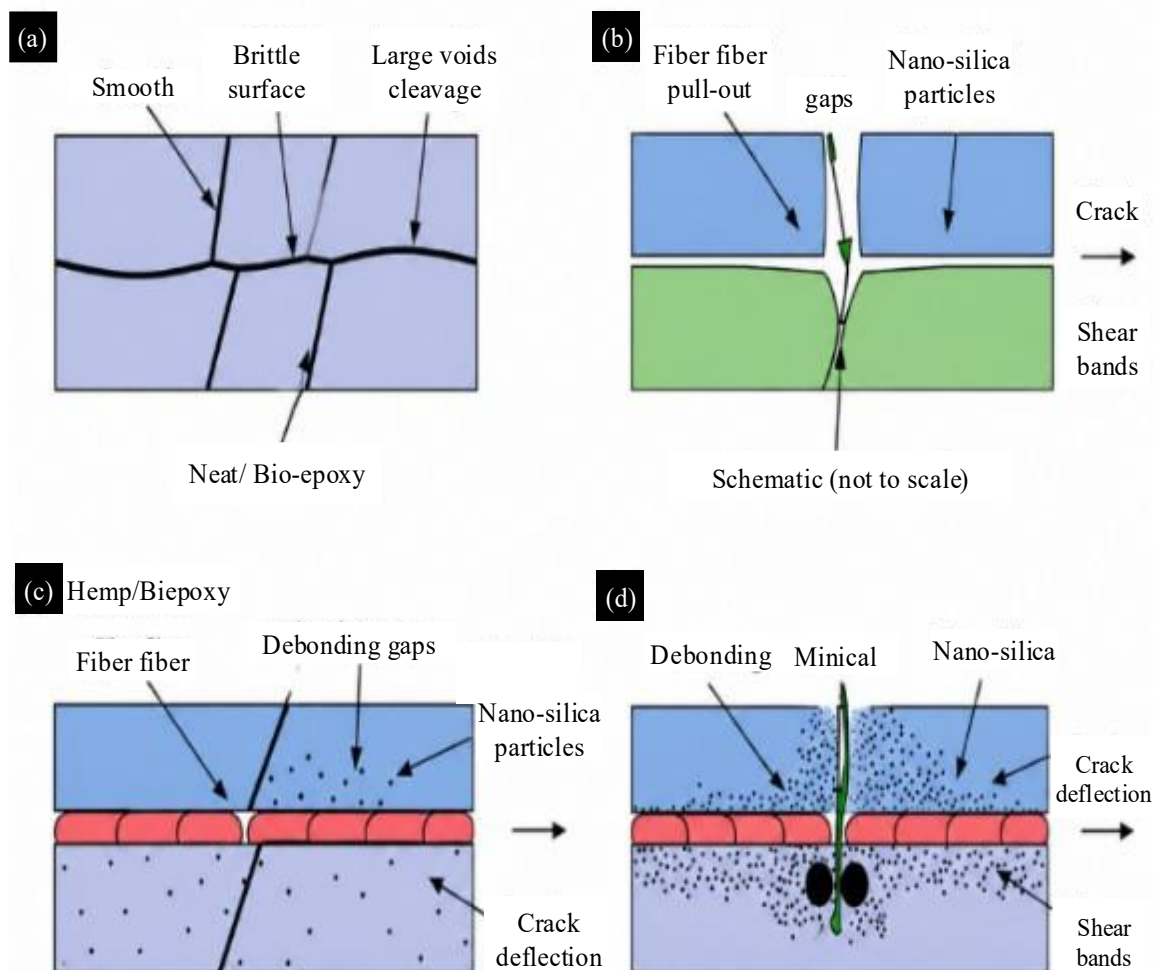 (a)
Smooth
Brittle
surface
Large voids
cleavage
Neat/ Bio-epoxy
(b)
Fiber fiber
pull-out
gaps
Nano-silica
particles
Crack
Shear
bands
Schematic (not to scale)
(c) Hemp/Biepoxy
Fiber fiber
Debonding gaps
Nano-silica
particles
Crack
deflection
(d)
Debonding
Minical
Nano-silica
Crack
deflection
Shear
bands